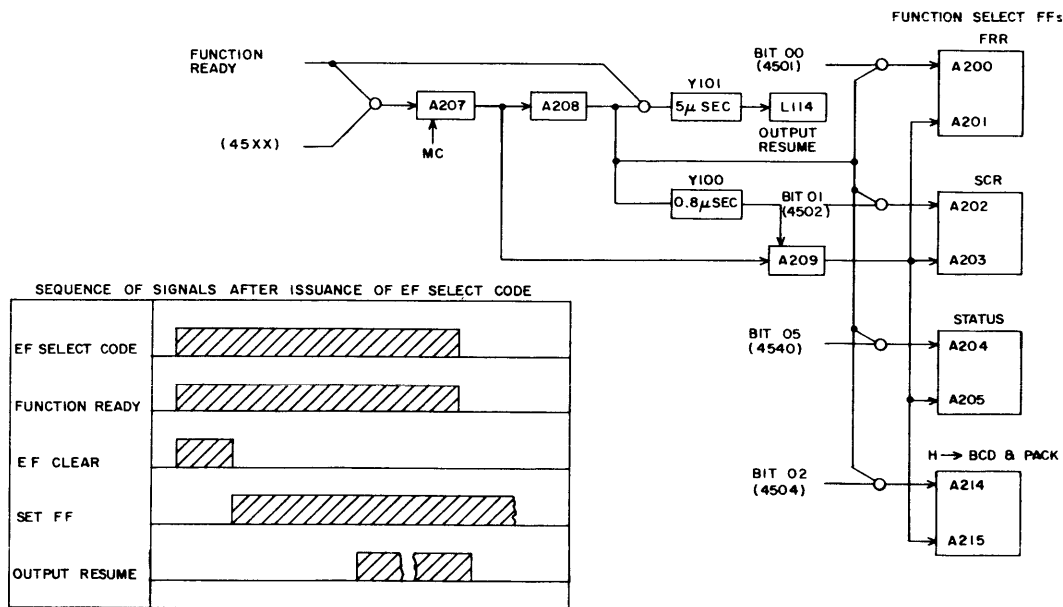 FUNCTION SELECT FFs
FRR
FUNCTION READY
BIT 00
(4501)
A200
A201
Y101
5μ SEC
L114
OUTPUT RESUME
A207
A208
(45XX)
MC
SCR
Y100
0.8μSEC
BIT 01
(4502)
A202
A203
A209
SEQUENCE OF SIGNALS AFTER ISSUANCE OF EF SELECT CODE
EF SELECT CODE
FUNCTION READY
EF CLEAR
SET FF
OUTPUT RESUME
STATUS
BIT 05
(4540)
A204
A205
H → BCD & PACK
BIT 02
(4504)
A214
A215